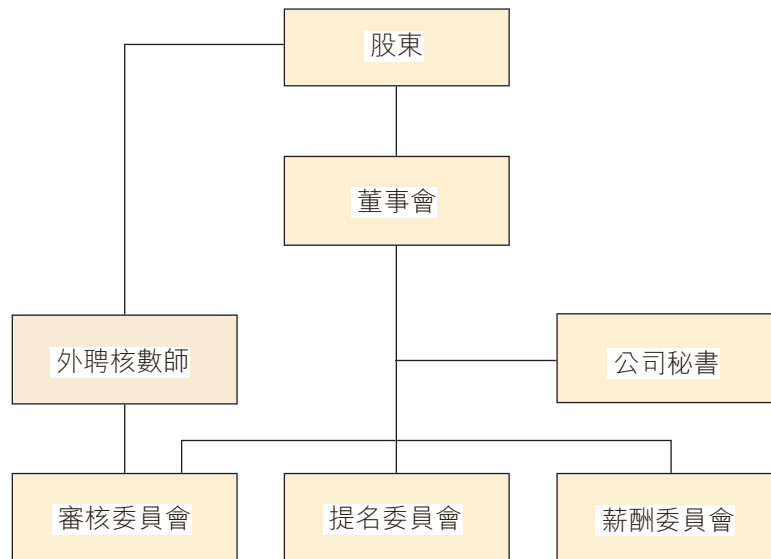 股東
董事會
外聘核數師
公司秘書
審核委員會
提名委員會
薪酬委員會